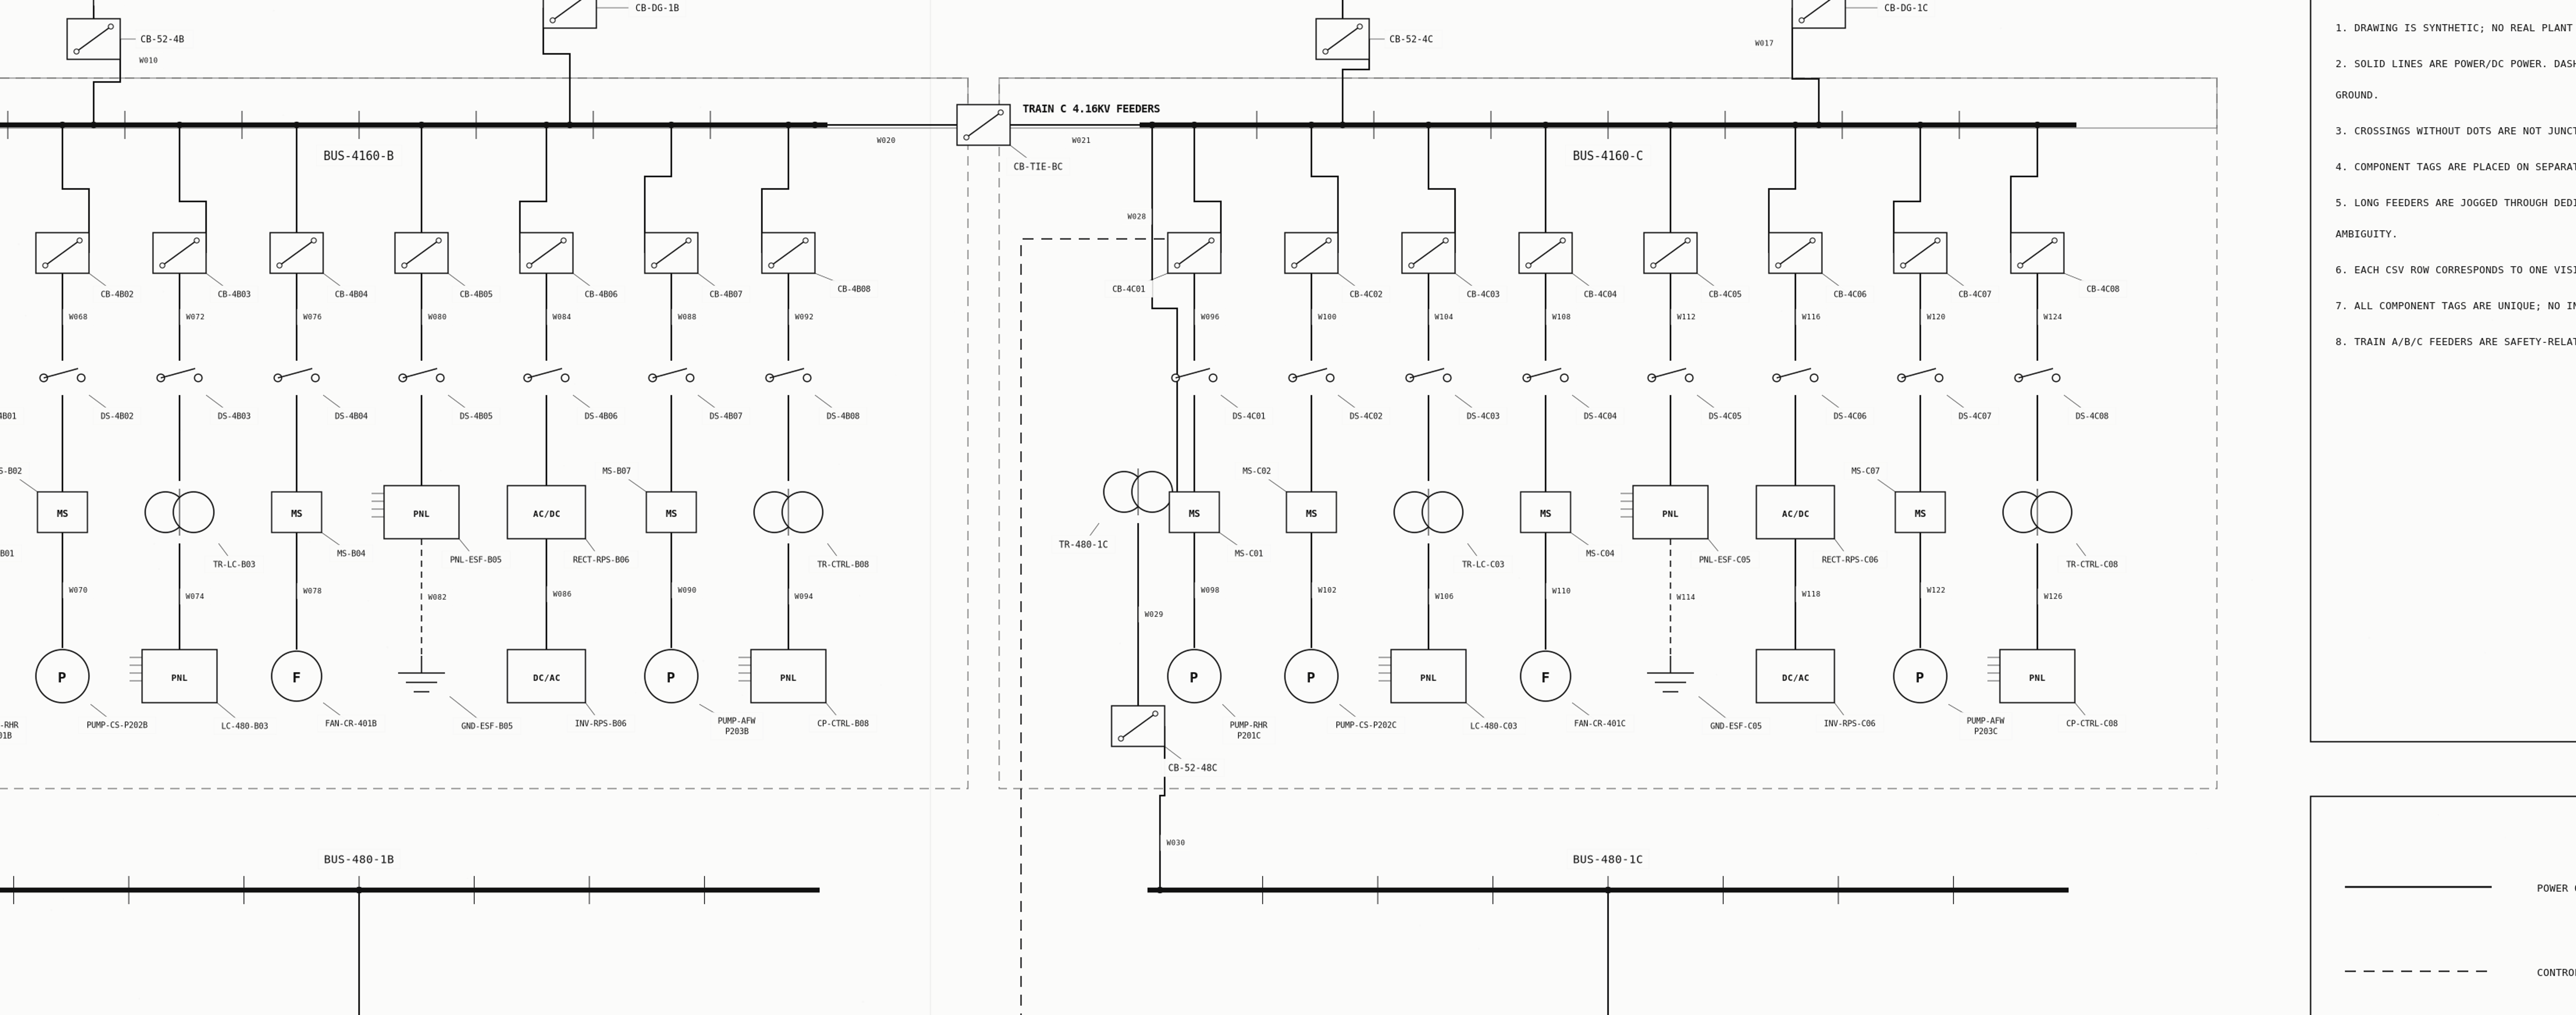 CB-DG-1B
CB-DG-1C
CB-52-4B
W010
CB-52-4C
W017
TRAIN C 4.16KV FEEDERS
W020
W021
BUS-4160-B
CB-TIE-BC
BUS-4160-C
W028
CB-4B02
CB-4B03
CB-4B04
CB-4B05
CB-4B06
CB-4B07
CB-4B08
CB-4C01
CB-4C02
CB-4C03
CB-4C04
CB-4C05
CB-4C06
CB-4C07
CB-4C08
W068
W072
W076
W080
W084
W088
W092
W096
W100
W104
W108
W112
W116
W120
W124
4B01
DS-4B02
DS-4B03
DS-4B04
DS-4B05
DS-4B06
DS-4B07
DS-4B08
DS-4C01
DS-4C02
DS-4C03
DS-4C04
DS-4C05
DS-4C06
DS-4C07
DS-4C08
S-B02
MS-B07
MS-C02
MS-C07
MS
MS
PNL
AC/DC
MS
MS
MS
MS
PNL
AC/DC
MS
TR-480-1C
B01
TR-LC-B03
MS-B04
PNL-ESF-B05
RECT-RPS-B06
TR-CTRL-B08
MS-C01
TR-LC-C03
MS-C04
PNL-ESF-C05
RECT-RPS-C06
TR-CTRL-C08
W070
W074
W078
W082
W086
W090
W094
W029
W098
W102
W106
W110
W114
W118
W122
W126
P
PNL
F
DC/AC
P
PNL
P
P
PNL
F
DC/AC
P
PNL
-RHR
01B
PUMP-CS-P202B
LC-480-B03
FAN-CR-401B
GND-ESF-B05
INV-RPS-B06
PUMP-AFW
P203B
CP-CTRL-B08
PUMP-RHR
P201C
PUMP-CS-P202C
LC-480-C03
FAN-CR-401C
GND-ESF-C05
INV-RPS-C06
PUMP-AFW
P203C
CP-CTRL-C08
CB-52-48C
W030
BUS-480-1B
BUS-480-1C
1. DRAWING IS SYNTHETIC; NO REAL PLANT
2. SOLID LINES ARE POWER/DC POWER. DASH
GROUND.
3. CROSSINGS WITHOUT DOTS ARE NOT JUNCT
4. COMPONENT TAGS ARE PLACED ON SEPARAT
5. LONG FEEDERS ARE JOGGED THROUGH DEDI
AMBIGUITY.
6. EACH CSV ROW CORRESPONDS TO ONE VISI
7. ALL COMPONENT TAGS ARE UNIQUE; NO IN
8. TRAIN A/B/C FEEDERS ARE SAFETY-RELAT
POWER
CONTRO